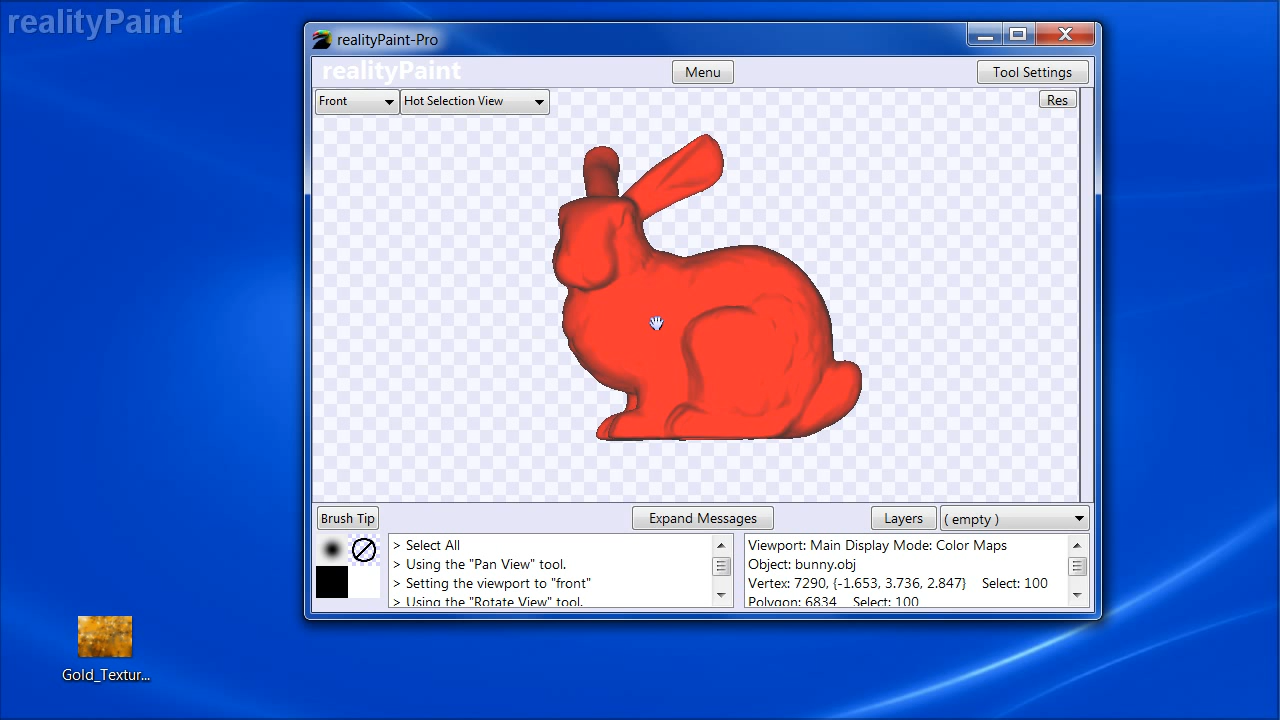 realityPaint
realityPaint-Pro
realityPaint
Menu
Tool Settings
Front
Hot Selection View
Res
Brush Tip
Expand Messages
Layers
( empty )
> Select All
> Using the "Pan View" tool.
> Setting the viewport to "front"
> Using the "Rotate View" tool.
Viewport: Main Display Mode: Color Maps
Object: bunny.obj
Vertex: 7290, {-1.653, 3.736, 2.847} Select: 100
Polygon: 6834 Select: 100
Gold_Textur...